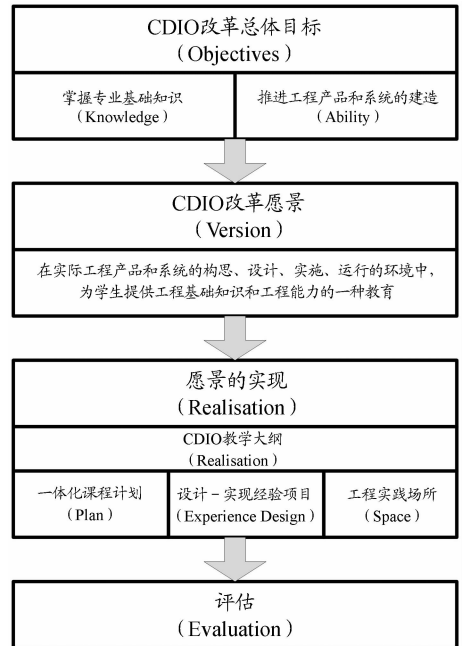 CDIO改革总体目标
（Objectives）
掌握专业基础知识
（Knowledge）
推进工程产品和系统的建造
（Ability）
CDIO改革愿景
（Version）
在实际工程产品和系统的构思、设计、实施、运行的环境中，
为学生提供工程基础知识和工程能力的一种教育
愿景的实现
（Realisation）
CDIO教学大纲
（Realisation）
一体化课程计划
（Plan）
设计－实现经验项目
（Experience Design）
工程实践场所
（Space）
评估
（Evaluation）